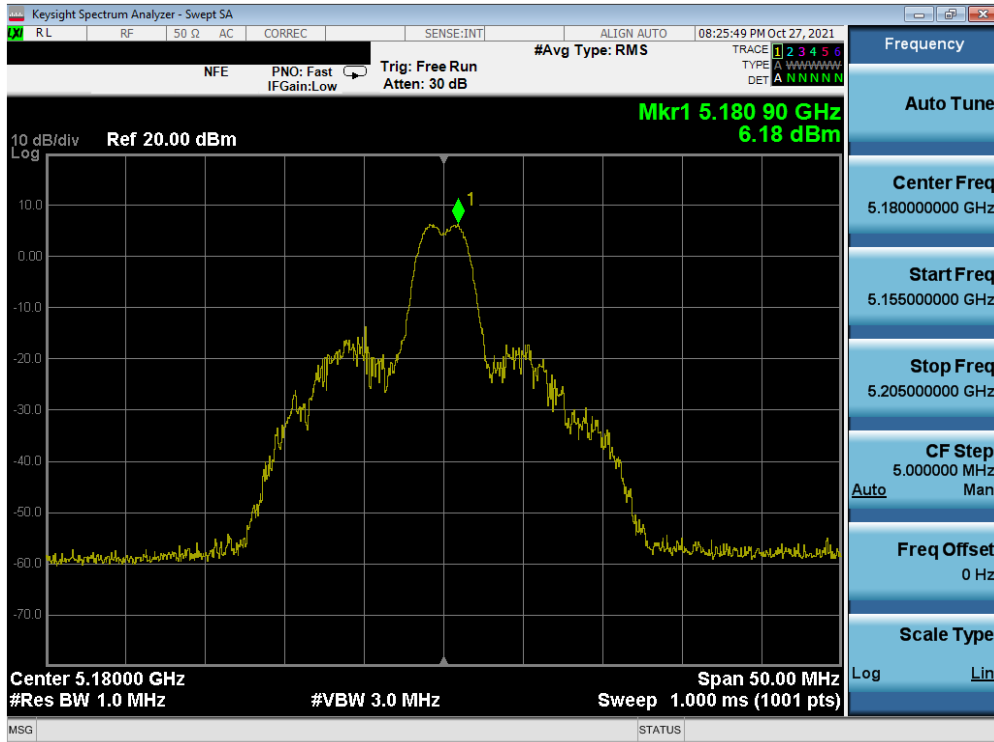 Keysight Spectrum Analyzer - Swept SA
LXI RL RF 50 Ω AC CORREC SENSE:INT ALIGN AUTO 08:25:49 PM Oct 27, 2021
NFE PNO: Fast IFGain:Low Trig: Free Run Atten: 30 dB #Avg Type: RMS
TRACE 1 2 3 4 5 6
TYPE A WWWWW
DET A N N N N N
Mkr1 5.180 90 GHz
6.18 dBm
10 dB/div Ref 20.00 dBm
Log
1
10.0
0.00
-10.0
-20.0
-30.0
-40.0
-50.0
-60.0
-70.0
Center 5.18000 GHz Span 50.00 MHz
#Res BW 1.0 MHz #VBW 3.0 MHz Sweep 1.000 ms (1001 pts)
MSG STATUS
Frequency
Auto Tune
Center Freq
5.180000000 GHz
Start Freq
5.155000000 GHz
Stop Freq
5.205000000 GHz
CF Step
5.000000 MHz
Auto Man
Freq Offset
0 Hz
Scale Type
Log Lin